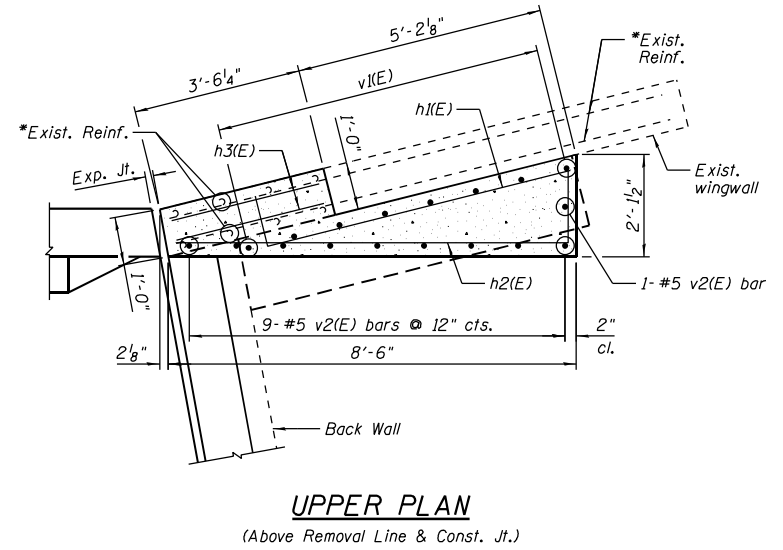 5'-2⅛"
3'-6¼"
v1(E)
*Exist.
Reinf.
*Exist. Reinf.
1'-0"
h1(E)
h3(E)
Exp. Jt.
Exist.
wingwall
2'-1½"
1'-0"
h2(E)
1- #5 v2(E) bar
9- #5 v2(E) bars @ 12" cts.
2"
cl.
2⅛"
8'-6"
Back Wall
UPPER PLAN
(Above Removal Line & Const. Jt.)